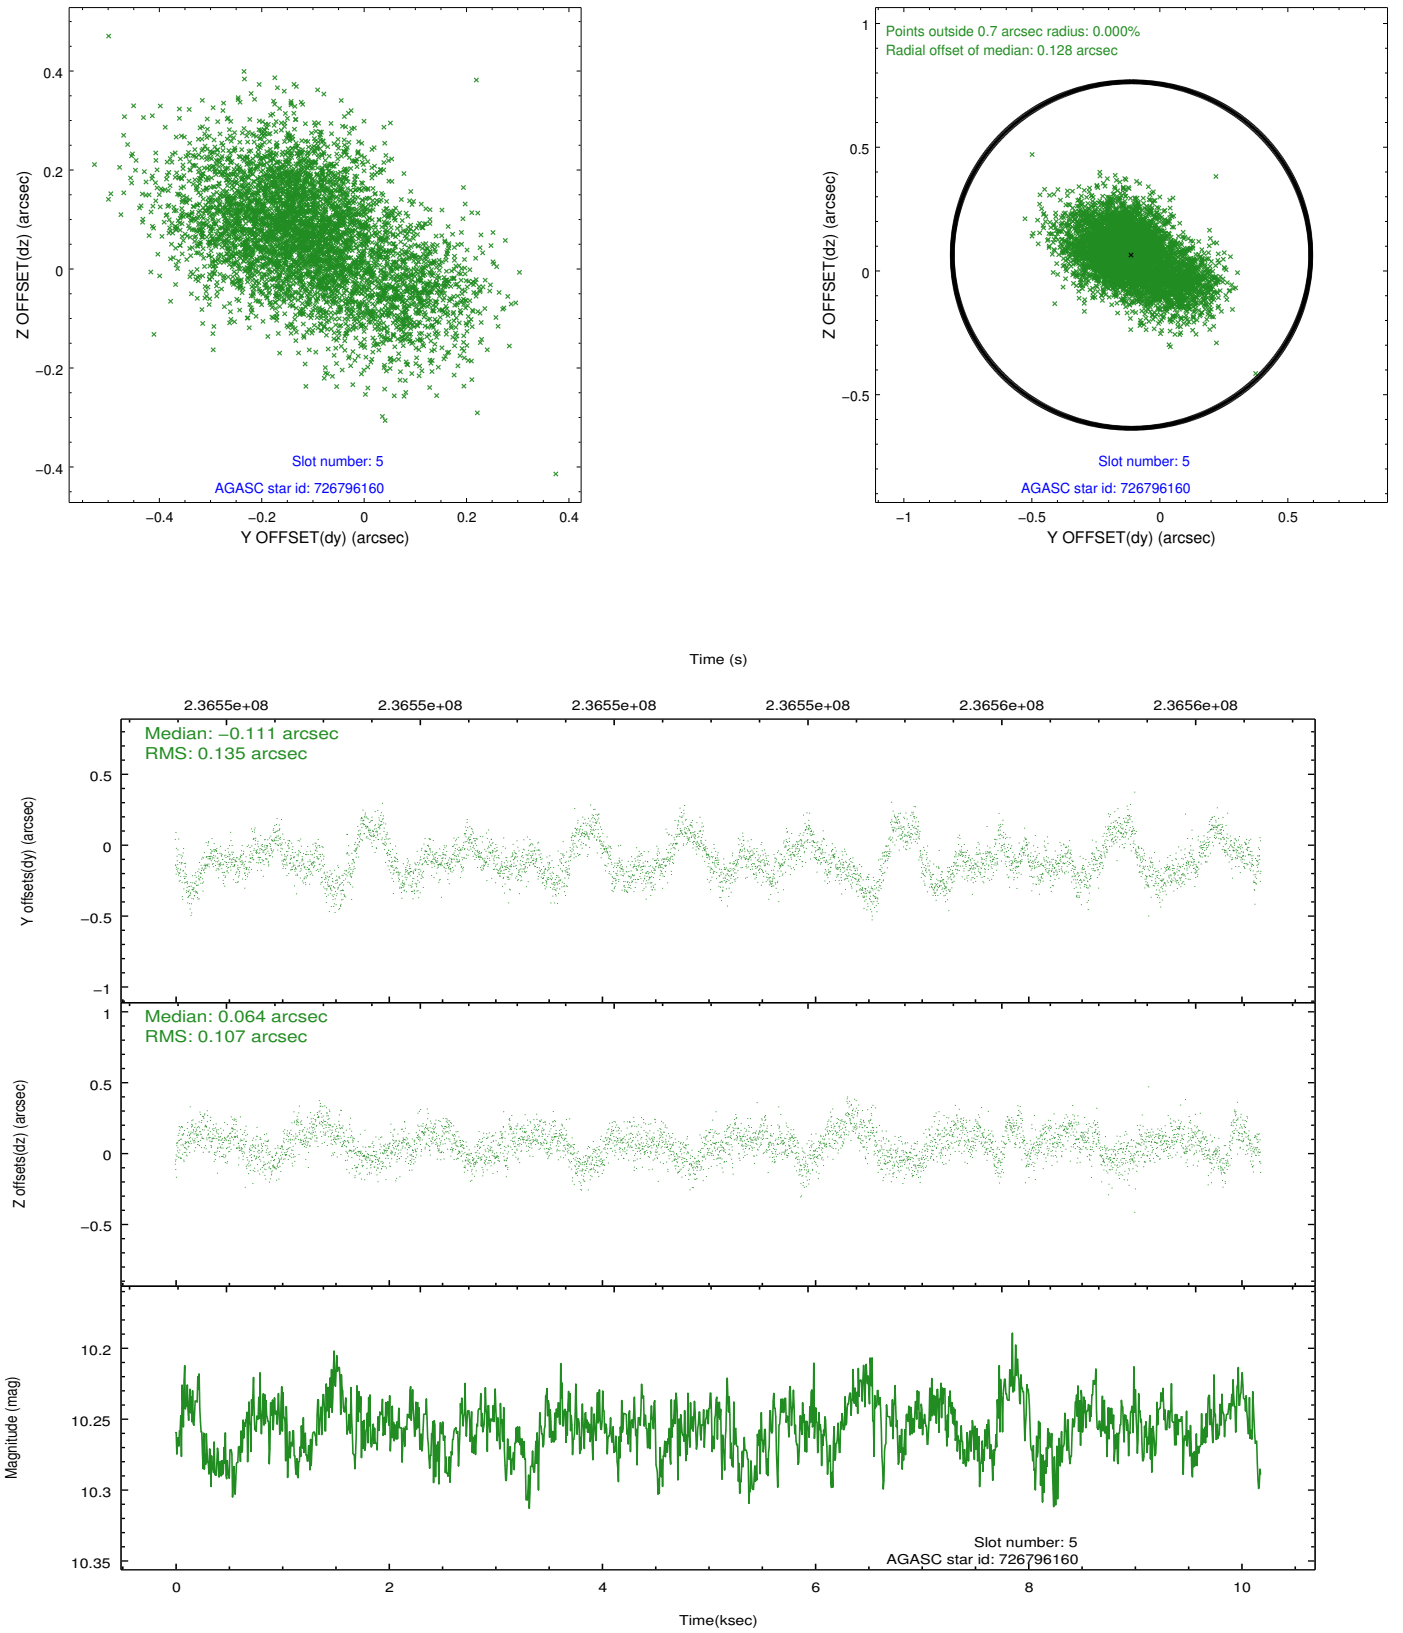 0.4
0.2
0
−0.2
−0.4
Z OFFSET(dz) (arcsec)
Slot number: 5
AGASC star id: 726796160
−0.4
−0.2
0
0.2
0.4
Y OFFSET(dy) (arcsec)
Points outside 0.7 arcsec radius: 0.000%
Radial offset of median: 0.128 arcsec
1
0.5
0
−0.5
Z OFFSET(dz) (arcsec)
Slot number: 5
AGASC star id: 726796160
−1
−0.5
0
0.5
Y OFFSET(dy) (arcsec)
Time (s)
2.3655e+08
2.3655e+08
2.3655e+08
2.3655e+08
2.3656e+08
2.3656e+08
Median: −0.111 arcsec
RMS: 0.135 arcsec
0.5
0
−0.5
−1
Y offsets(dy) (arcsec)
Median: 0.064 arcsec
RMS: 0.107 arcsec
1
0.5
0
−0.5
Z offsets(dz) (arcsec)
10.2
10.25
10.3
10.35
Magnitude (mag)
Slot number: 5
AGASC star id: 726796160
0
2
4
6
8
10
Time(ksec)